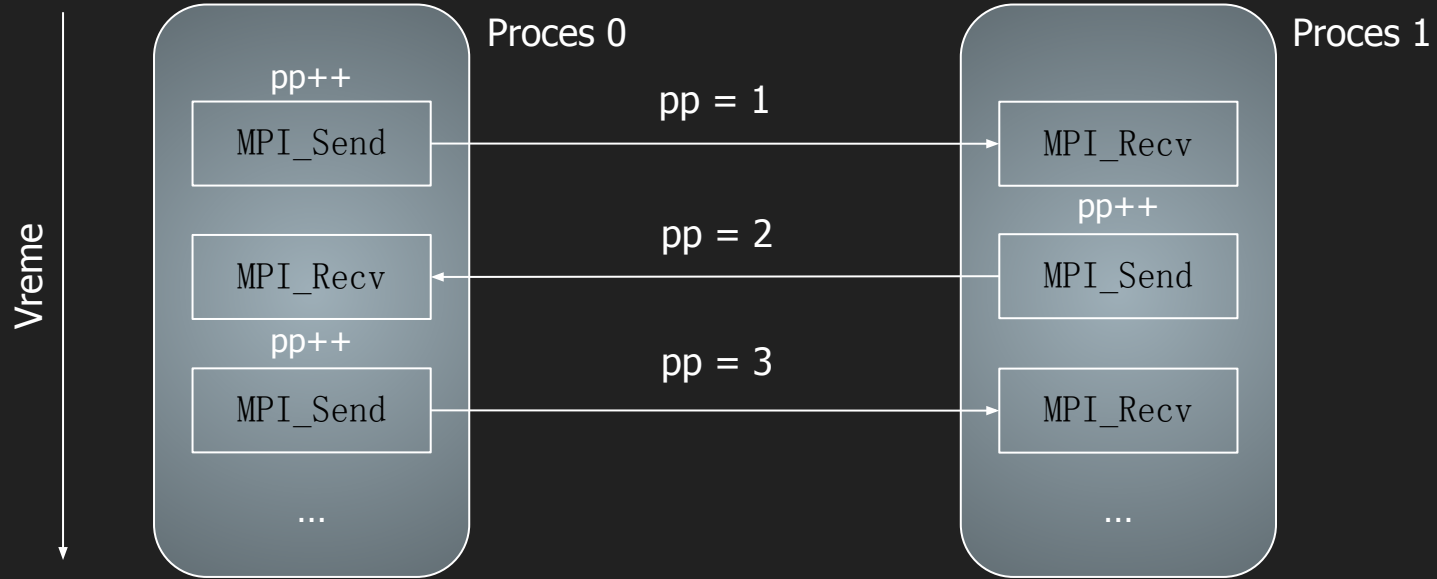 Vreme
Proces 0
Proces 1
pp++
MPI_Send
pp = 1
MPI_Recv
pp++
MPI_Recv
pp = 2
MPI_Send
pp++
MPI_Send
pp = 3
MPI_Recv
...
...